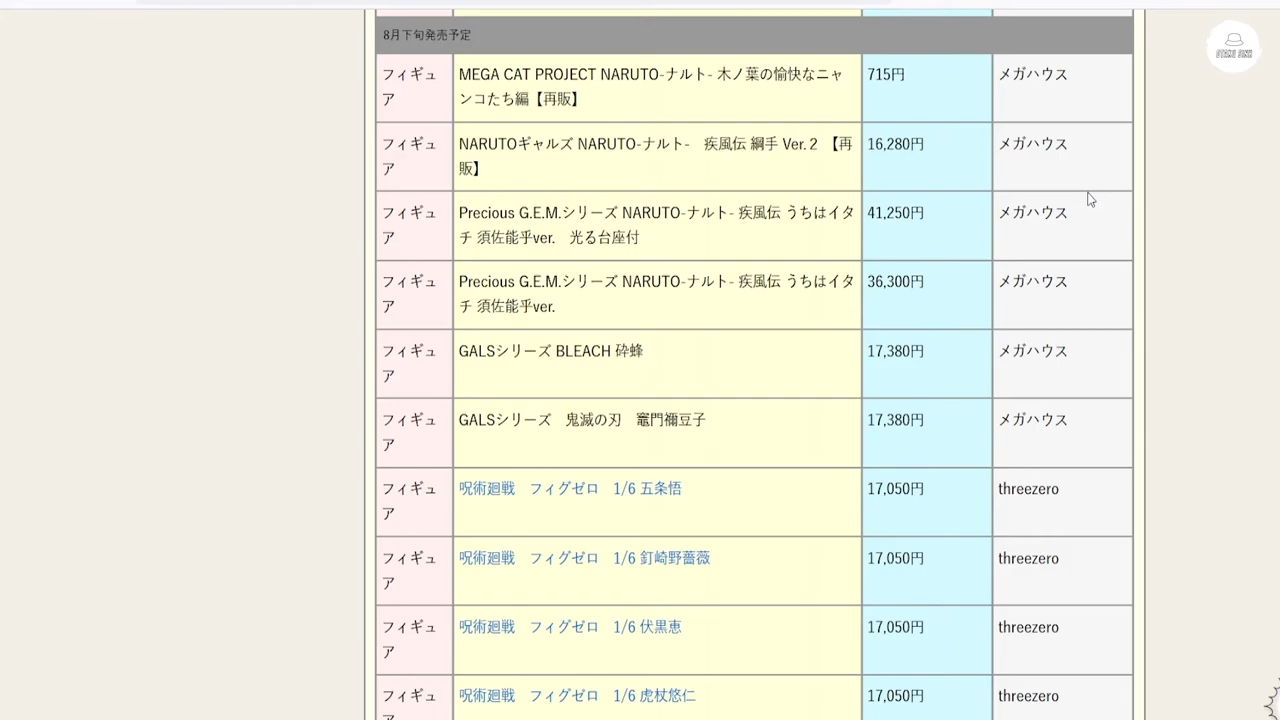 8月下旬発売予定
フィギュ
ア
MEGA CAT PROJECT NARUTO-ナルト- 木ノ葉の愉快なニャ
ンコたち編【再販】
715円
メガハウス
フィギュ
ア
NARUTOギャルズ NARUTO-ナルト-　疾風伝 綱手 Ver.２ 【再
販】
16,280円
メガハウス
フィギュ
ア
Precious G.E.M.シリーズ NARUTO-ナルト- 疾風伝 うちはイタ
チ 須佐能乎ver.　光る台座付
41,250円
メガハウス
フィギュ
ア
Precious G.E.M.シリーズ NARUTO-ナルト- 疾風伝 うちはイタ
チ 須佐能乎ver.
36,300円
メガハウス
フィギュ
ア
GALSシリーズ BLEACH 砕蜂
17,380円
メガハウス
フィギュ
ア
GALSシリーズ　鬼滅の刃　竈門禰豆子
17,380円
メガハウス
フィギュ
ア
呪術廻戦　フィグゼロ　1/6 五条悟
17,050円
threezero
フィギュ
ア
呪術廻戦　フィグゼロ　1/6 釘崎野薔薇
17,050円
threezero
フィギュ
ア
呪術廻戦　フィグゼロ　1/6 伏黒恵
17,050円
threezero
フィギュ
ア
呪術廻戦　フィグゼロ　1/6 虎杖悠仁
17,050円
threezero